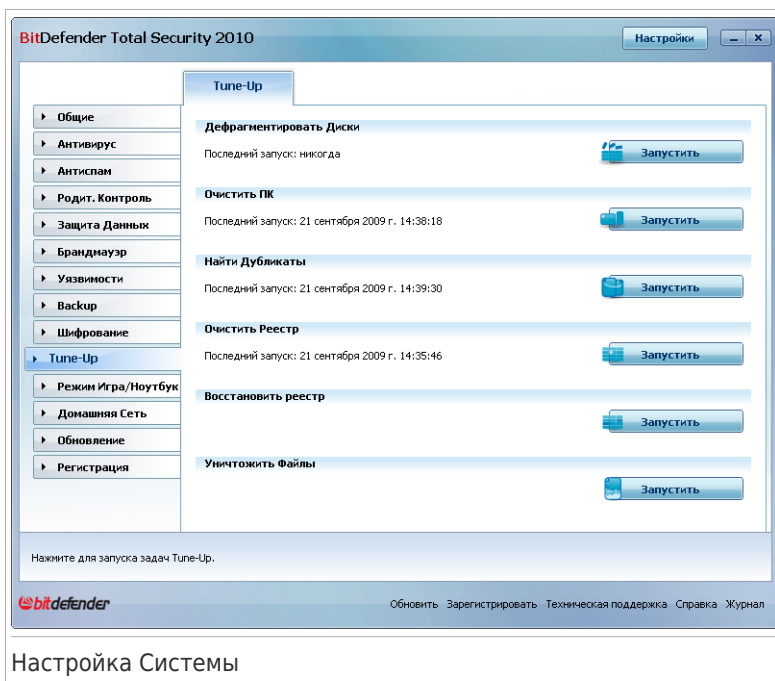 BitDefender Total Security 2010
Настройки
Tune-Up
Общие
Антивирус
Антиспам
Родит. Контроль
Защита Данных
Брандмауэр
Уязвимости
Backup
Шифрование
Tune-Up
Режим Игра/Ноутбук
Домашняя Сеть
Обновление
Регистрация
Дефрагментировать Диски
Последний запуск: никогда
Запустить
Очистить ПК
Последний запуск: 21 сентября 2009 г. 14:38:18
Запустить
Найти Дубликаты
Последний запуск: 21 сентября 2009 г. 14:39:30
Запустить
Очистить Реестр
Последний запуск: 21 сентября 2009 г. 14:35:46
Запустить
Восстановить реестр
Запустить
Уничтожить Файлы
Запустить
Нажмите для запуска задач Tune-Up.
bitdefender
Обновить Зарегистрировать Техническая поддержка Справка Журнал
Настройка Системы